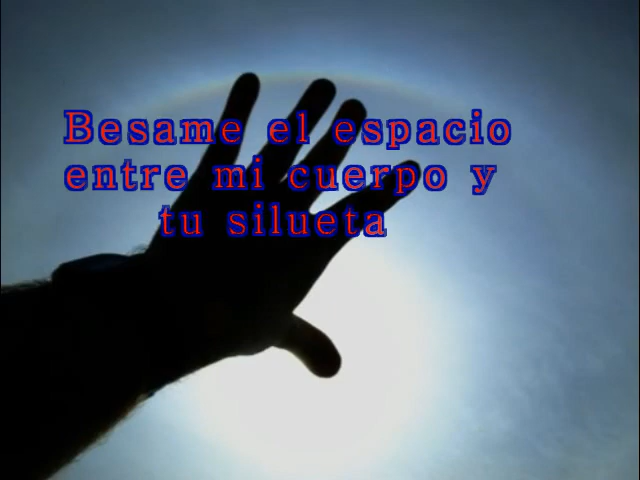 Besame el espacio
entre mi cuerpo y
tu silueta